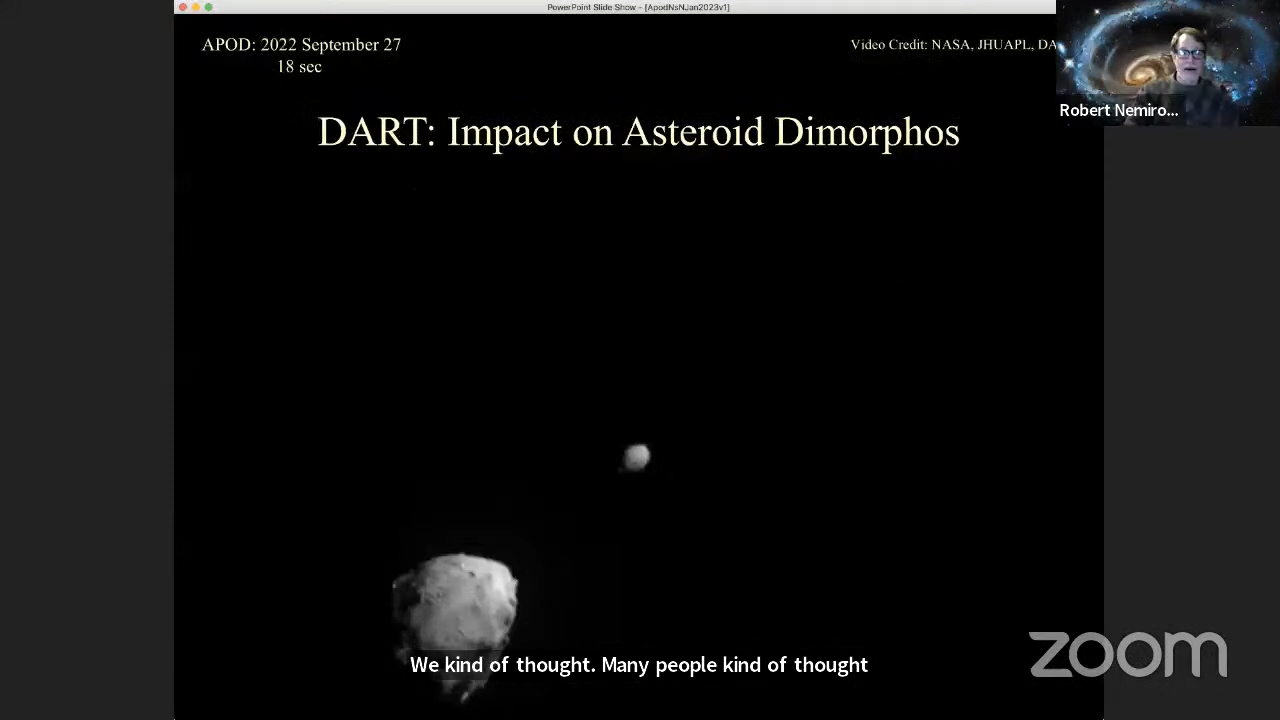 PowerPoint Slide Show - [ApodNsNJan2023v1]
APOD: 2022 September 27
18 sec
Video Credit: NASA, JHUAPL, DA
Robert Nemiro...
DART: Impact on Asteroid Dimorphos
We kind of thought. Many people kind of thought
zoom